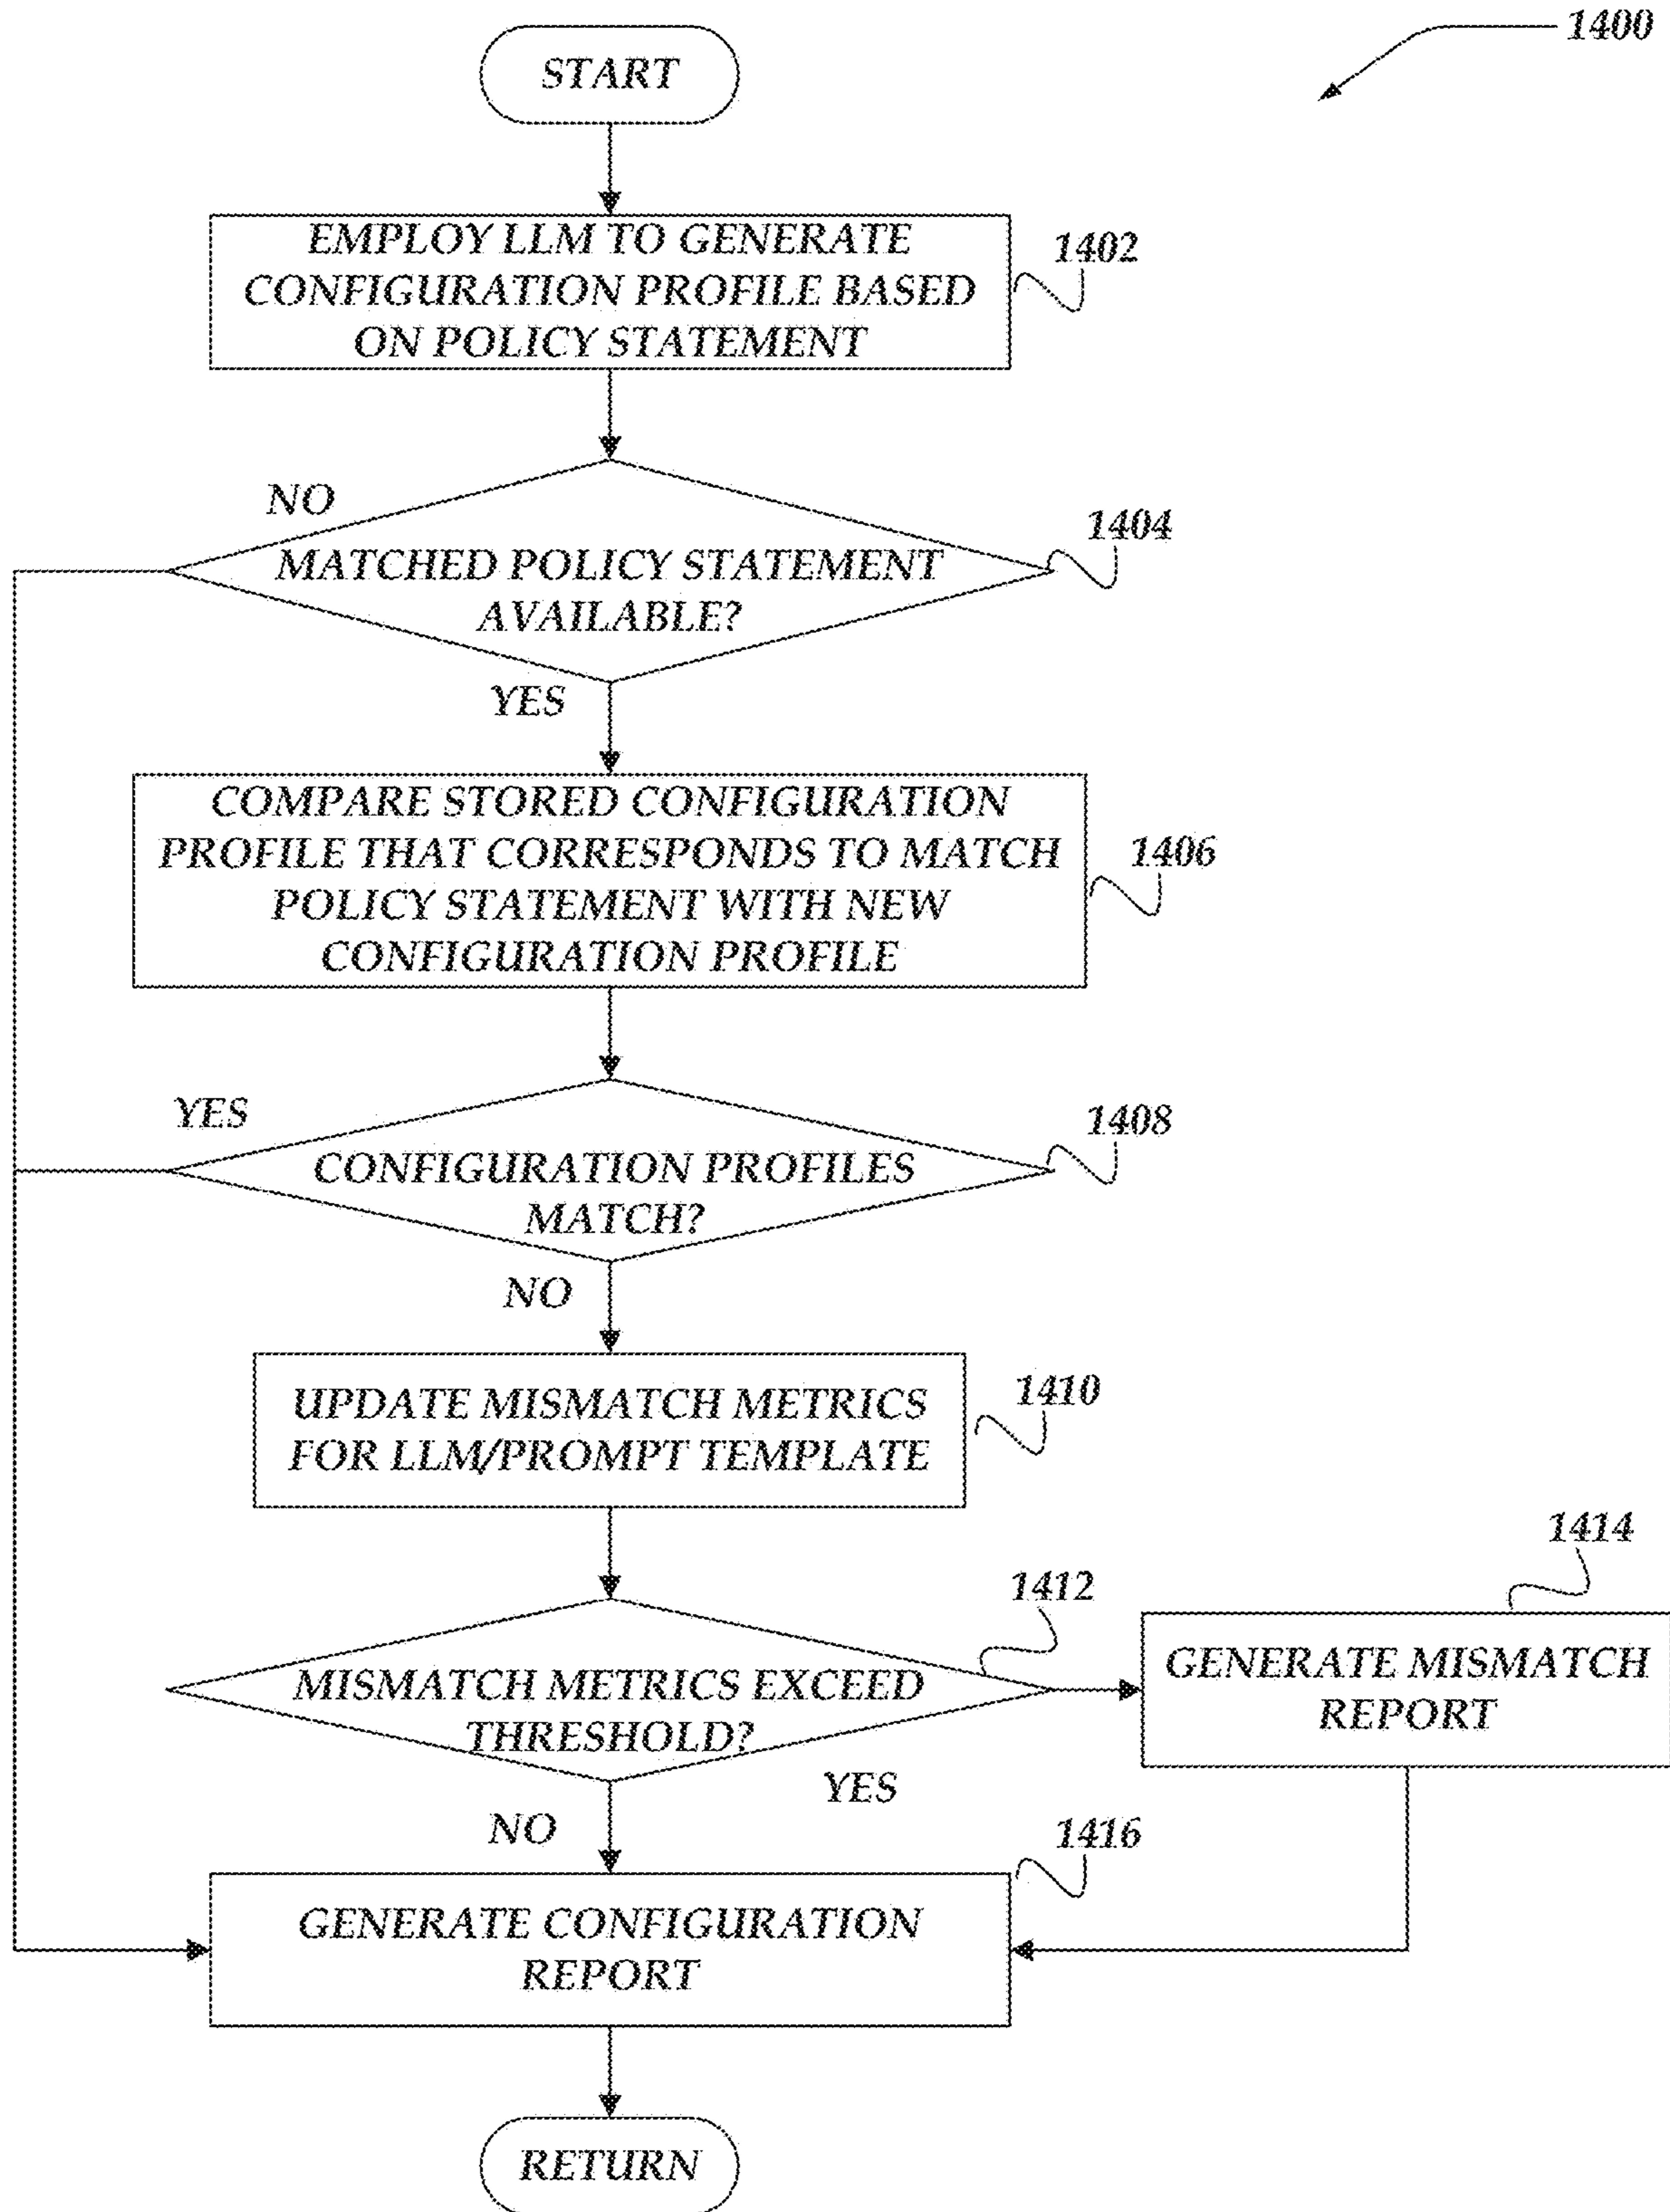 1400
START
EMPLOY LLM TO GENERATE
CONFIGURATION PROFILE BASED
ON POLICY STATEMENT
1402
NO
MATCHED POLICY STATEMENT
AVAILABLE?
1404
YES
COMPARE STORED CONFIGURATION
PROFILE THAT CORRESPONDS TO MATCH
POLICY STATEMENT WITH NEW
CONFIGURATION PROFILE
1406
YES
CONFIGURATION PROFILES
MATCH?
1408
NO
UPDATE MISMATCH METRICS
FOR LLM/PROMPT TEMPLATE
1410
MISMATCH METRICS EXCEED
THRESHOLD?
1412
1414
GENERATE MISMATCH
REPORT
YES
NO
1416
GENERATE CONFIGURATION
REPORT
RETURN